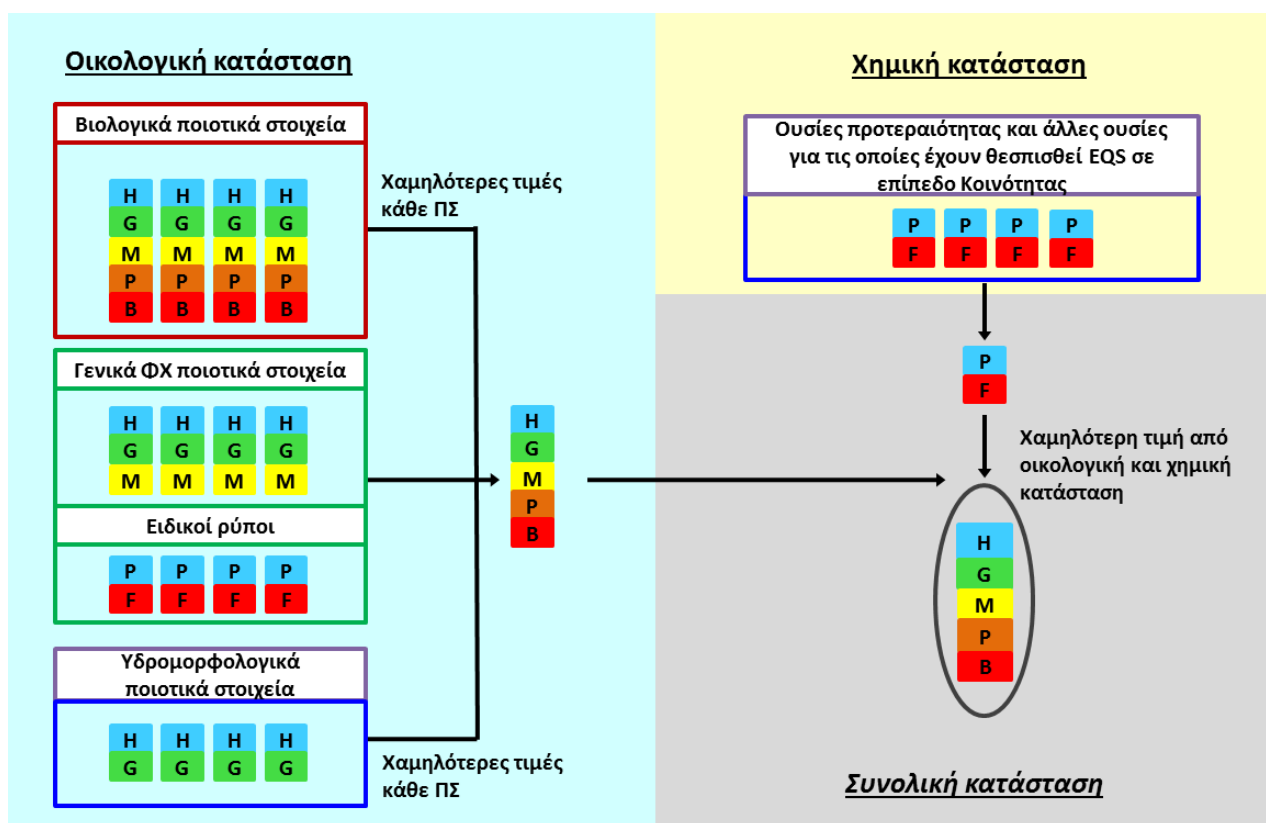 Οικολογική κατάσταση
Βιολογικά ποιοτικά στοιχεία
H H H H
G G G G
M M M M
P P P P
B B B B
Χαμηλότερες τιμές
κάθε ΠΣ
Γενικά ΦΧ ποιοτικά στοιχεία
H H H H
G G G G
M M M M
Ειδικοί ρύποι
P P P P
F F F F
Υδρομορφολογικά
ποιοτικά στοιχεία
H H H H
G G G G
Χαμηλότερες τιμές
κάθε ΠΣ
H
G
M
P
B
Χημική κατάσταση
Ουσίες προτεραιότητας και άλλες ουσίες
για τις οποίες έχουν θεσπισθεί EQS σε
επίπεδο Κοινότητας
P P P P
F F F F
P
F
Χαμηλότερη τιμή από
οικολογική και χημική
κατάσταση
H
G
M
P
B
Συνολική κατάσταση